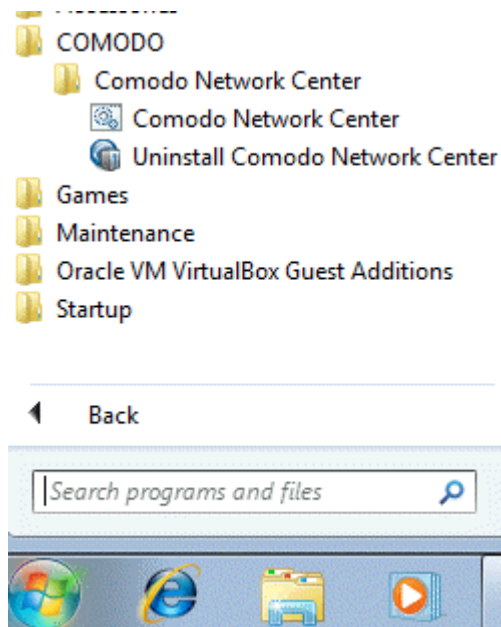 COMODO
Comodo Network Center
Comodo Network Center
Uninstall Comodo Network Center
Games
Maintenance
Oracle VM VirtualBox Guest Additions
Startup
Back
Search programs and files